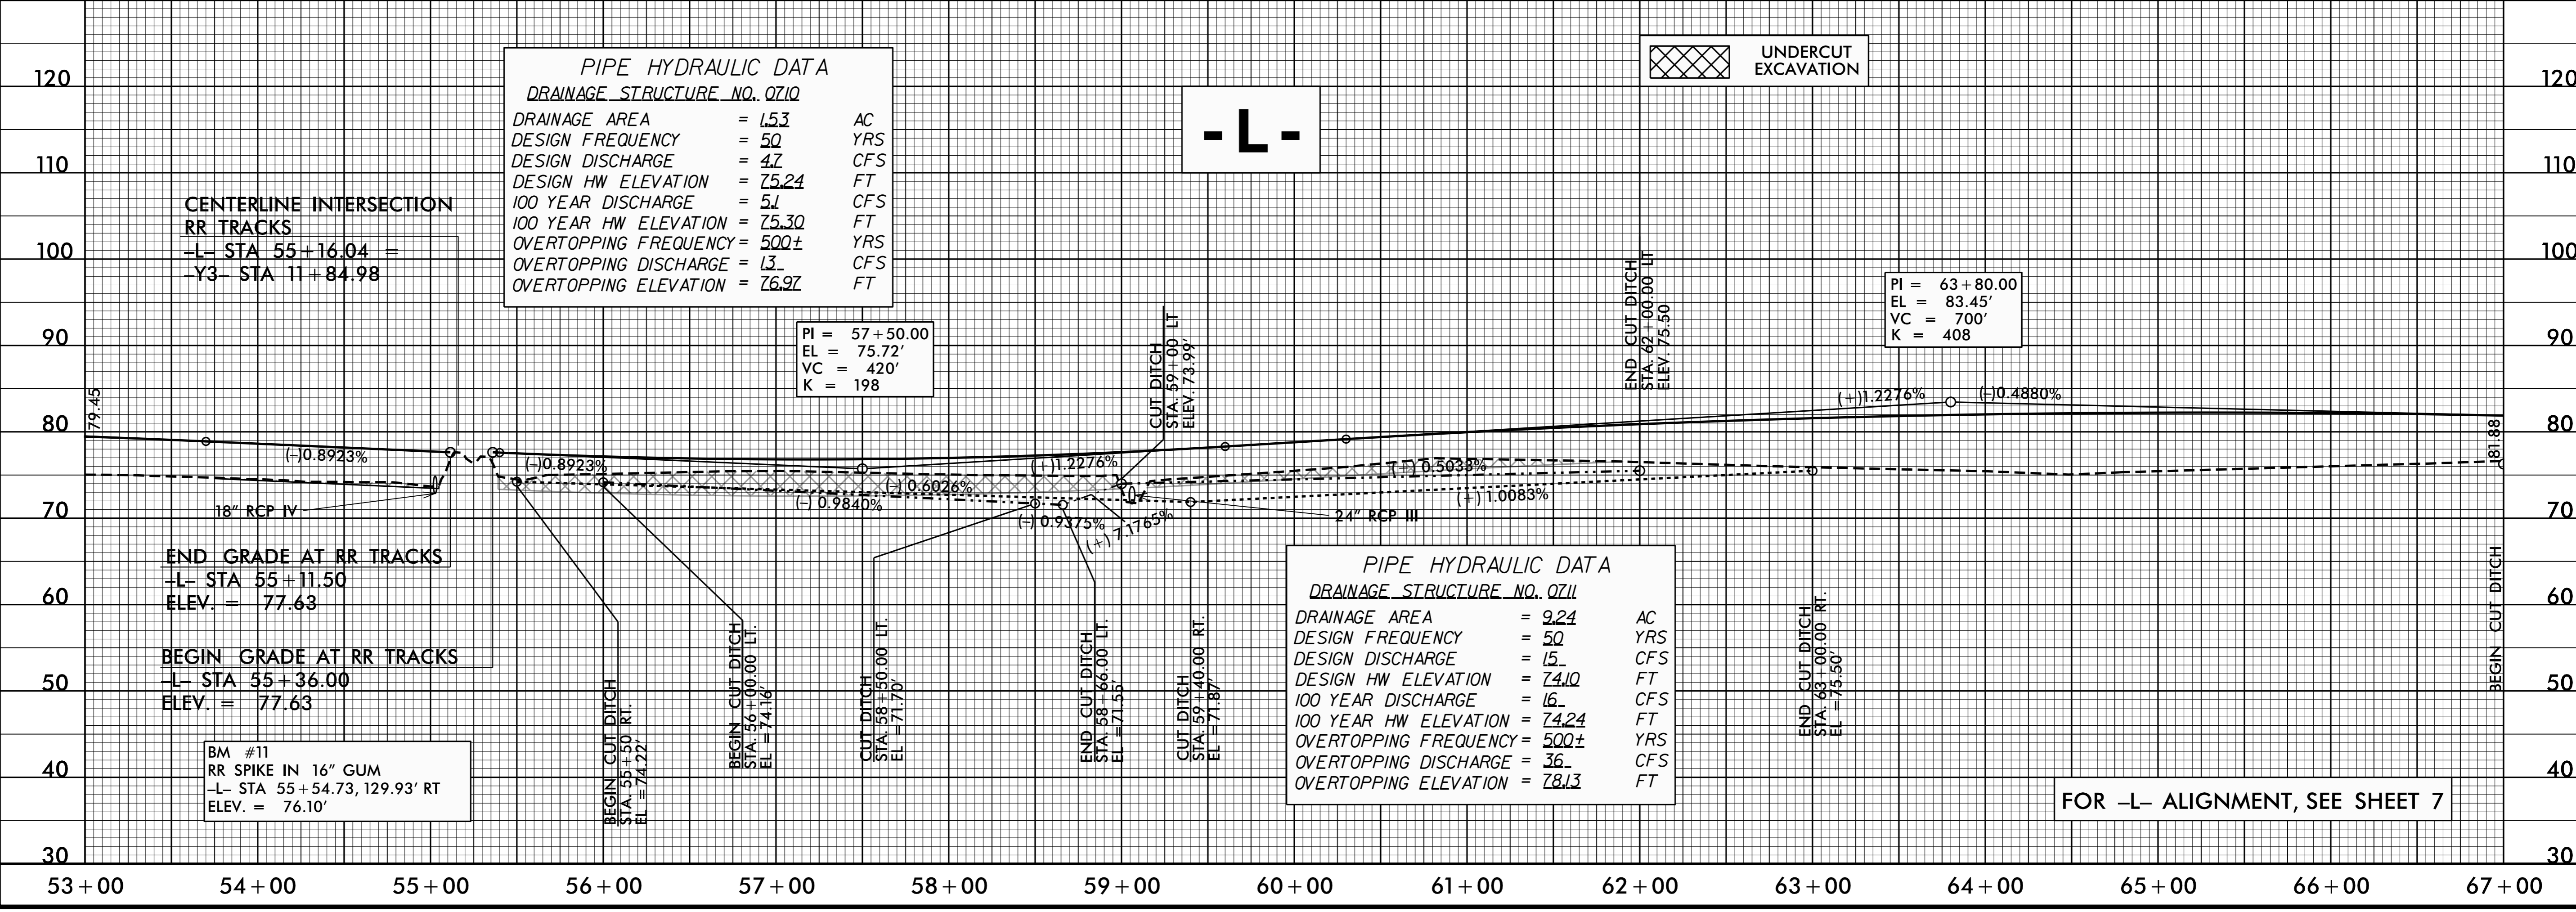 UNDERCUT
EXCAVATION
PIPE HYDRAULIC DATA
DRAINAGE STRUCTURE NO. 0710
DRAINAGE AREA = 1.53 AC
DESIGN FREQUENCY = 50 YRS
DESIGN DISCHARGE = 4.7 CFS
DESIGN HW ELEVATION = 75.24 FT
100 YEAR DISCHARGE = 5.1 CFS
100 YEAR HW ELEVATION = 75.30 FT
OVERTOPPING FREQUENCY = 500± YRS
OVERTOPPING DISCHARGE = 13 CFS
OVERTOPPING ELEVATION = 76.97 FT
-L-
120
110
100
90
80
70
60
50
40
30
120
110
100
90
80
70
60
50
40
30
CENTERLINE INTERSECTION
RR TRACKS
-L- STA 55+16.04 =
-Y3- STA 11+84.98
PI = 57+50.00
EL = 75.72'
VC = 420'
K = 198
CUT DITCH
STA. 59+00 LT
ELEV. 73.99'
END CUT DITCH
STA. 62+00.00 LT
ELEV. 75.50
PI = 63+80.00
EL = 83.45'
VC = 700'
K = 408
79.45
(-)0.8923%
(-)0.8923%
(+)1.2276%
(+)1.2276%
(-)0.4880%
(-)0.6026%
(-)0.9840%
(+)0.5033%
(+)1.0083%
(-)0.9375%
(+)7.1765%
81.88
18" RCP IV
24" RCP III
END GRADE AT RR TRACKS
-L- STA 55+11.50
ELEV. = 77.63
BEGIN GRADE AT RR TRACKS
-L- STA 55+36.00
ELEV. = 77.63
BM #11
RR SPIKE IN 16" GUM
-L- STA 55+54.73, 129.93' RT
ELEV. = 76.10'
BEGIN CUT DITCH
STA. 55+50 RT.
EL =74.22'
BEGIN CUT DITCH
STA. 56+00.00 LT.
EL =74.16'
CUT DITCH
STA. 58+50.00 LT.
EL =71.70'
END CUT DITCH
STA. 58+66.00 LT.
EL =71.55'
CUT DITCH
STA. 59+40.00 RT.
EL =71.87'
PIPE HYDRAULIC DATA
DRAINAGE STRUCTURE NO. 0711
DRAINAGE AREA = 9.24 AC
DESIGN FREQUENCY = 50 YRS
DESIGN DISCHARGE = 15 CFS
DESIGN HW ELEVATION = 74.10 FT
100 YEAR DISCHARGE = 16 CFS
100 YEAR HW ELEVATION = 74.24 FT
OVERTOPPING FREQUENCY = 500± YRS
OVERTOPPING DISCHARGE = 36 CFS
OVERTOPPING ELEVATION = 78.13 FT
END CUT DITCH
STA. 63+00.00 RT.
EL =75.50'
BEGIN CUT DITCH
FOR -L- ALIGNMENT, SEE SHEET 7
53+00 54+00 55+00 56+00 57+00 58+00 59+00 60+00 61+00 62+00 63+00 64+00 65+00 66+00 67+00